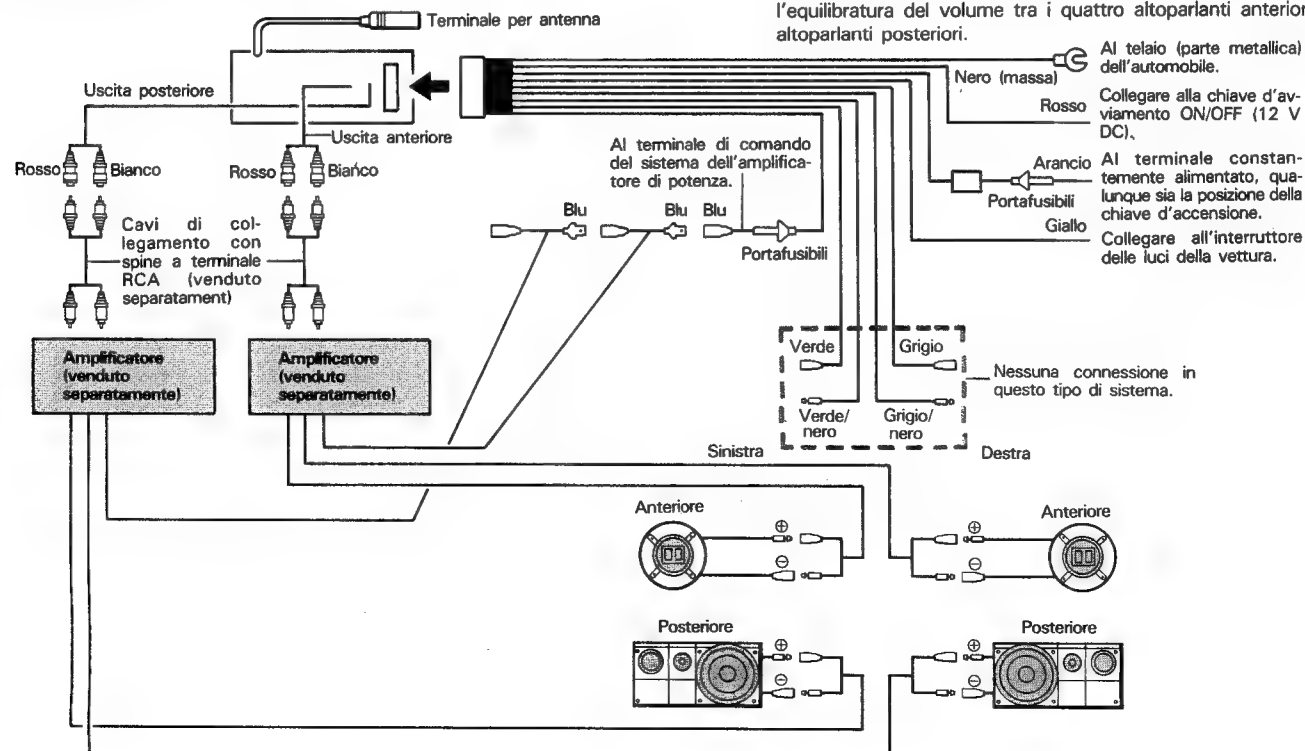 l'equilibratura del volume tra i quattro altoparlanti anterior
altoparlanti posteriori.
Terminale per antenna
Al telaio (parte metallica)
dell'automobile.
Nero (massa)
Uscita posteriore
Rosso
Collegare alla chiave d'av-
viamento ON/OFF (12 V
DC),
Uscita anteriore
Al terminale di comando
del sistema dell'amplifica-
tore di potenza.
Rosso
Bianco
Rosso
Bianco
Arancio
Portafusibili
Al terminale constan-
temente alimentato, qua-
lunque sia la posizione della
chiave d'accensione.
Blu
Blu
Blu
Portafusibili
Giallo
Collegare all'interruttore
delle luci della vettura.
Cavi di col-
legamento con
spine a terminale
RCA (venduto
separatament)
Amplificatore
(venduto
separatamente)
Amplificatore
(venduto
separatamente)
Verde
Grigio
Nessuna connessione in
questo tipo di sistema.
Verde/
nero
Grigio/
nero
Sinistra
Destra
Anteriore
Anteriore
⊕
⊖
⊕
⊖
Posteriore
Posteriore
⊕
⊖
⊕
⊖